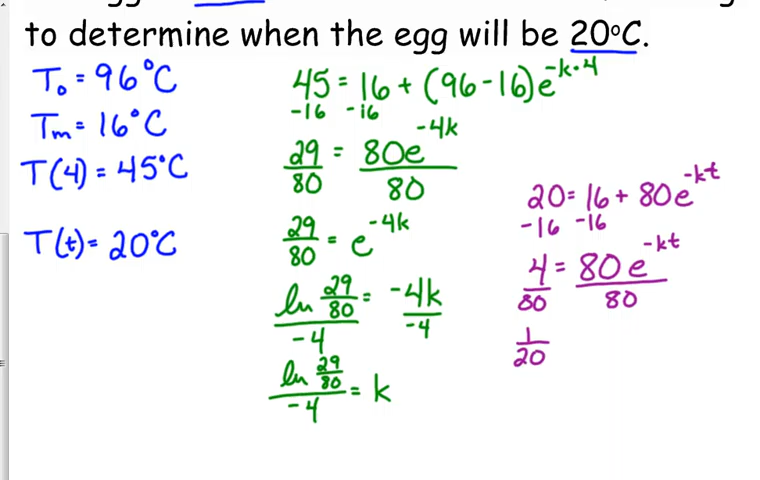 to determine when the egg will be 20°C.
T₀ = 96°C
Tₘ = 16°C
T(4) = 45°C
T(t) = 20°C
45 = 16 + (96 - 16)e^(-k·4)
-16 -16
29/80 = 80e^(-4k)/80
29/80 = e^(-4k)
ln 29/80 / -4 = -4k / -4
ln 29/80 / -4 = k
20 = 16 + 80e^(-kt)
-16 -16
4/80 = 80e^(-kt)/80
1/20